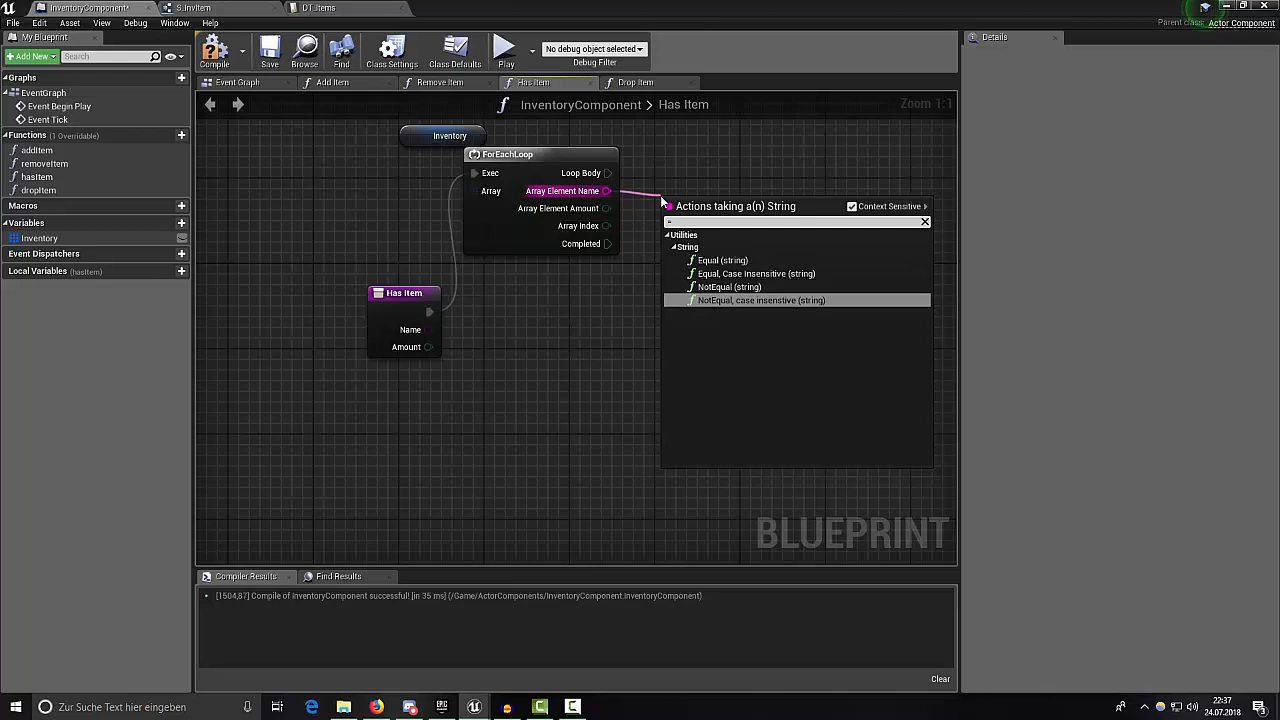 InventoryComponent*
S_InvItem
DT_Items
File Edit Asset View Debug Window Help
Parent class: Actor Component
My Blueprint
Add New
Search
Compile
Save
Browse
Find
Class Settings
Class Defaults
Play
No debug object selected
Debug Filter
Details
Graphs
EventGraph
Event Begin Play
Event Tick
Functions (1 Overridable)
addItem
removeItem
hasItem
dropItem
Macros
Variables
Inventory
Event Dispatchers
Local Variables (hasItem)
Event Graph
Add Item
Remove Item
Has Item
Drop Item
InventoryComponent > Has Item
Zoom 1:1
Inventory
ForEachLoop
Exec
Loop Body
Array
Array Element Name
Array Element Amount
Array Index
Completed
Has Item
Name
Amount
Actions taking a(n) String
Context Sensitive
=
Utilities
String
Equal (string)
Equal, Case Insensitive (string)
NotEqual (string)
NotEqual, case insenstive (string)
BLUEPRINT
Compiler Results
Find Results
[1504,87] Compile of InventoryComponent successful! [in 35 ms] (/Game/ActorComponents/InventoryComponent.InventoryComponent)
Clear
Zur Suche Text hier eingeben
22:37
24.07.2018